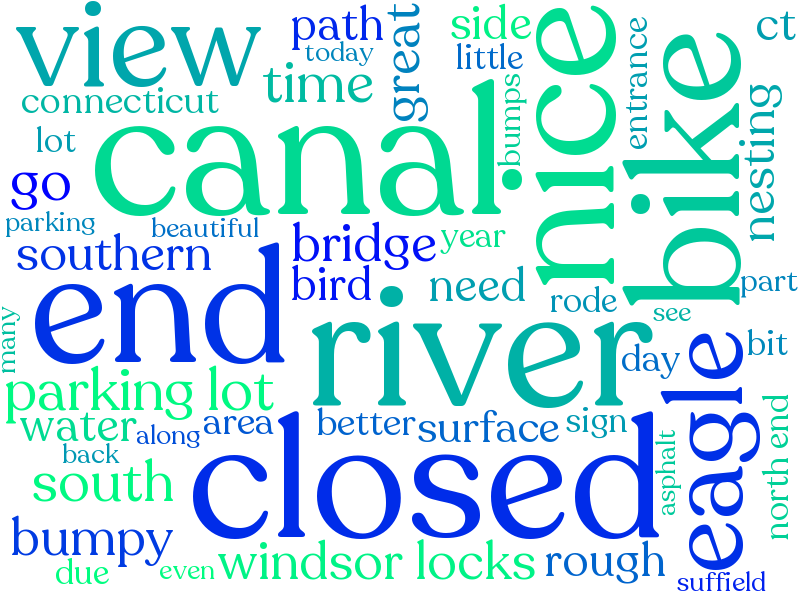 view
path
today
great
side
little
ct
connecticut
time
bumps
nice
entrance
bike
lot
canal
nesting
go
parking
beautiful
southern
bridge
year
bird
need
rode
see
part
many
end
river
day
bit
eagle
parking lot
water
along
area
better
surface
sign
back
closed
asphalt
north end
south
bumpy
windsor locks
rough
due
even
suffield